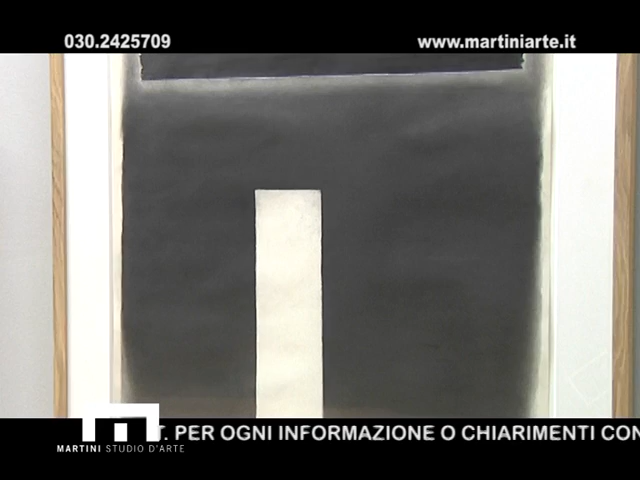 030.2425709
www.martiniarte.it
T. PER OGNI INFORMAZIONE O CHIARIMENTI CON
MARTINI STUDIO D'ARTE